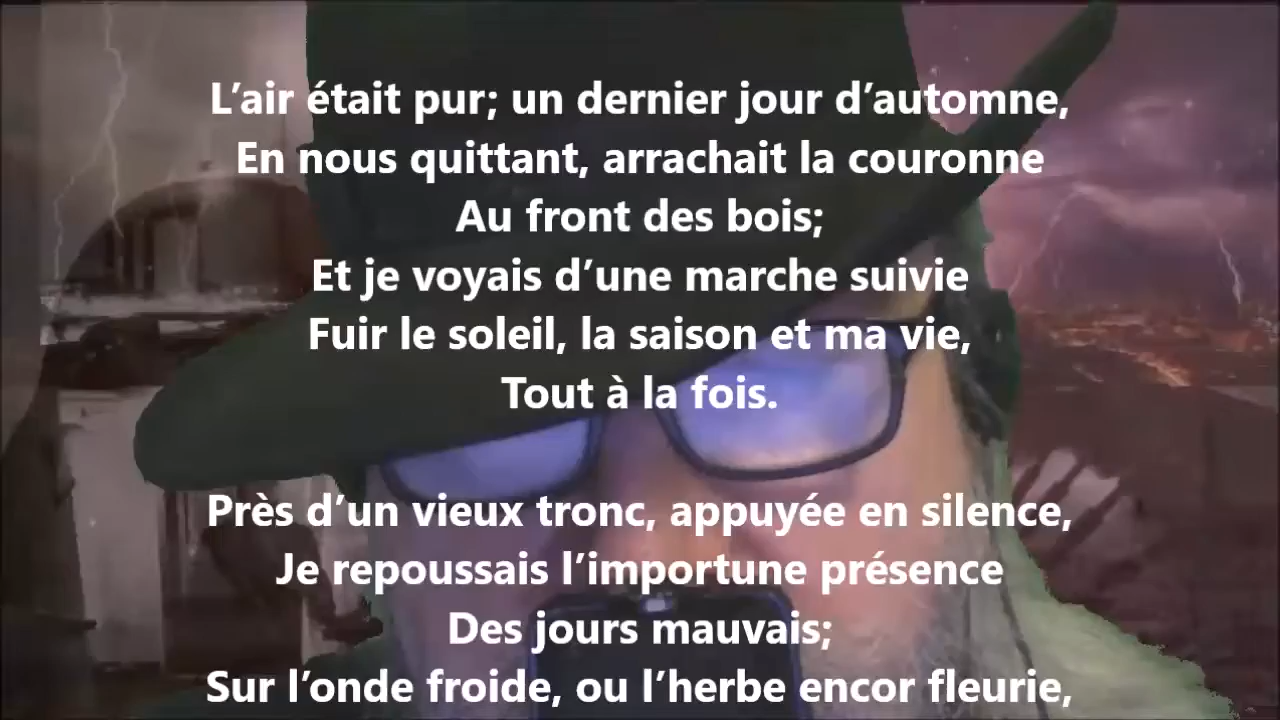 L’air était pur; un dernier jour d’automne,
En nous quittant, arrachait la couronne
Au front des bois;
Et je voyais d’une marche suivie
Fuir le soleil, la saison et ma vie,
Tout à la fois.
Près d’un vieux tronc, appuyée en silence,
Je repoussais l’importune présence
Des jours mauvais;
Sur l’onde froide, ou l’herbe encor fleurie,